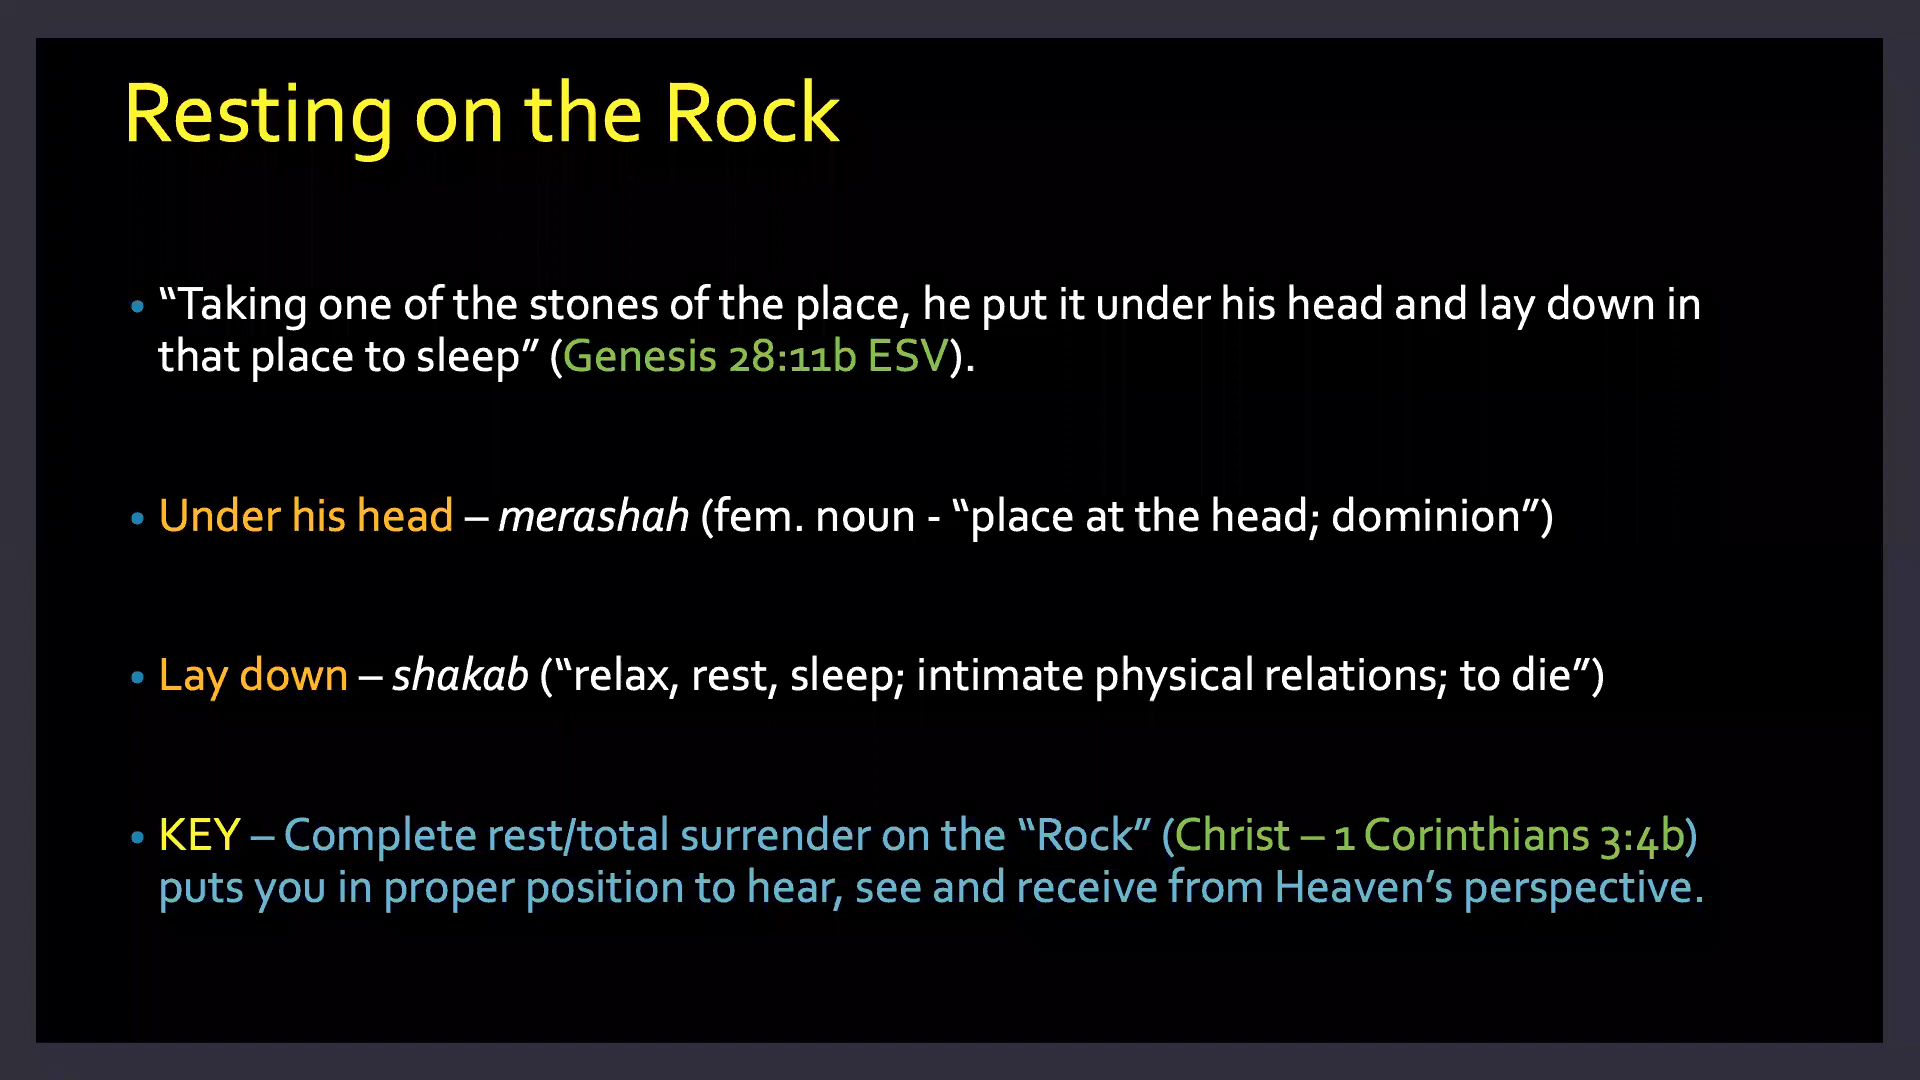 Resting on the Rock
• “Taking one of the stones of the place, he put it under his head and lay down in
that place to sleep” (Genesis 28:11b ESV).
• Under his head – merashah (fem. noun - “place at the head; dominion”)
• Lay down – shakab (“relax, rest, sleep; intimate physical relations; to die”)
• KEY – Complete rest/total surrender on the “Rock” (Christ – 1 Corinthians 3:4b)
puts you in proper position to hear, see and receive from Heaven’s perspective.